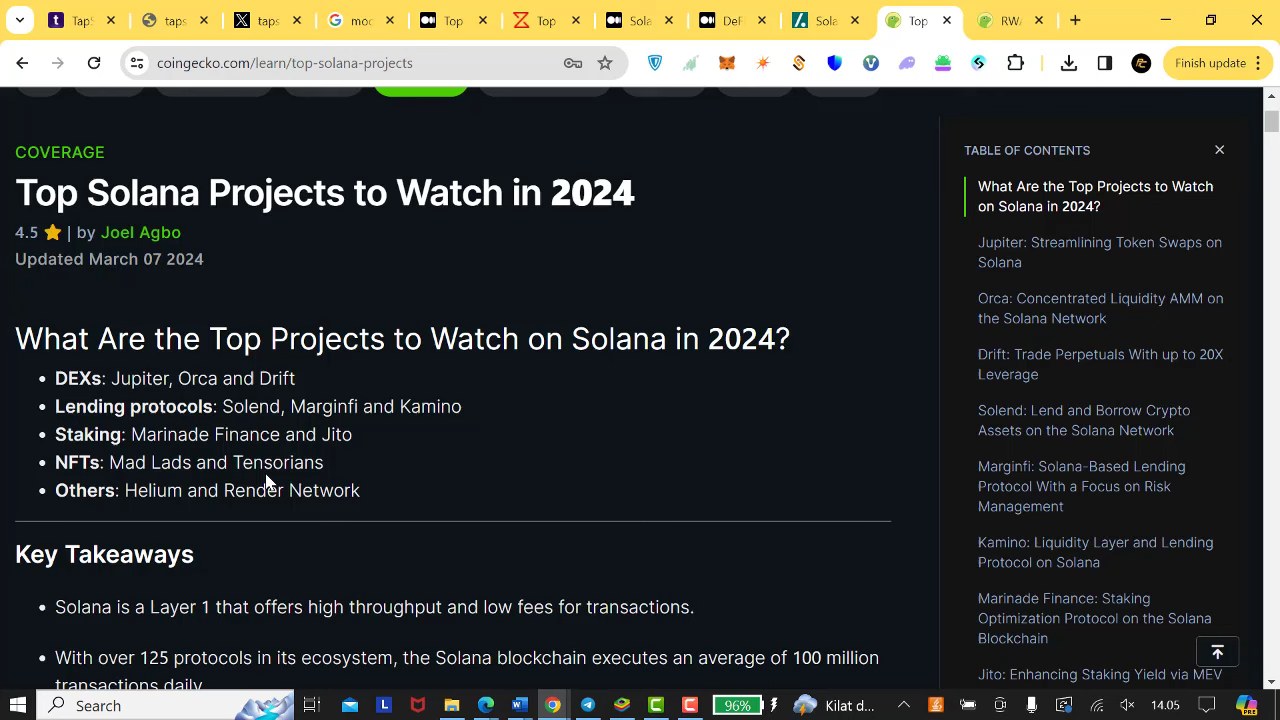 TapS
taps
taps
moc
Top
Top
Sola
DeF
Sola
Top
RW
coingecko.com/learn/top-solana-projects
Finish update
COVERAGE
Top Solana Projects to Watch in 2024
4.5 | by Joel Agbo
Updated March 07 2024
What Are the Top Projects to Watch on Solana in 2024?
• DEXs: Jupiter, Orca and Drift
• Lending protocols: Solend, Marginfi and Kamino
• Staking: Marinade Finance and Jito
• NFTs: Mad Lads and Tensorians
• Others: Helium and Render Network
Key Takeaways
• Solana is a Layer 1 that offers high throughput and low fees for transactions.
• With over 125 protocols in its ecosystem, the Solana blockchain executes an average of 100 million
transactions daily
TABLE OF CONTENTS
What Are the Top Projects to Watch
on Solana in 2024?
Jupiter: Streamlining Token Swaps on
Solana
Orca: Concentrated Liquidity AMM on
the Solana Network
Drift: Trade Perpetuals With up to 20X
Leverage
Solend: Lend and Borrow Crypto
Assets on the Solana Network
Marginfi: Solana-Based Lending
Protocol With a Focus on Risk
Management
Kamino: Liquidity Layer and Lending
Protocol on Solana
Marinade Finance: Staking
Optimization Protocol on the Solana
Blockchain
Jito: Enhancing Staking Yield via MEV
Search
96%
Kilat d...
14.05